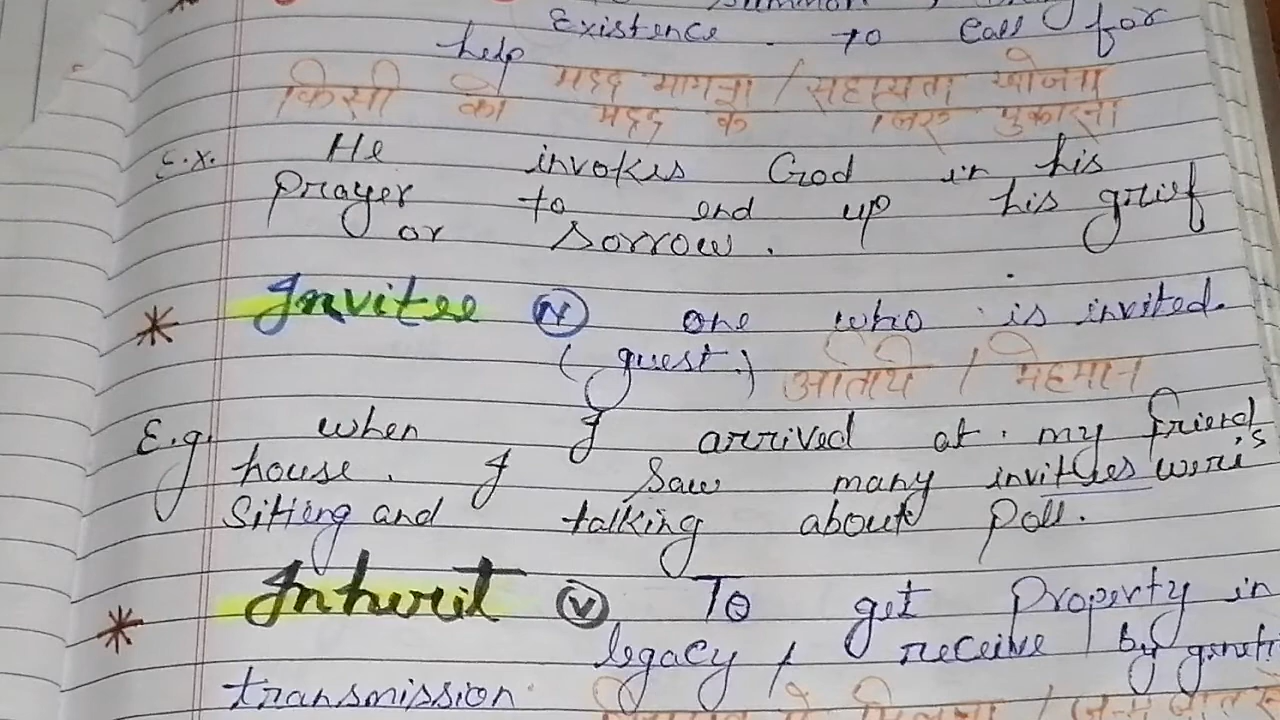 Existence. To Call for
help
मदद मागना / सहायता खोजना
किसी को मदद के लिए पुकारना
E.x. He invokes God in his
Prayer to end up his grief
or sorrow.
* Invitee (N) one who is invited.
(guest.) अतिथि / मेहमान
E.g. when I arrived at my friend's
house. I saw many invitees were
Sitting and talking about Poll.
* Inherit (V) To get Property in
legacy / receive by
transmission